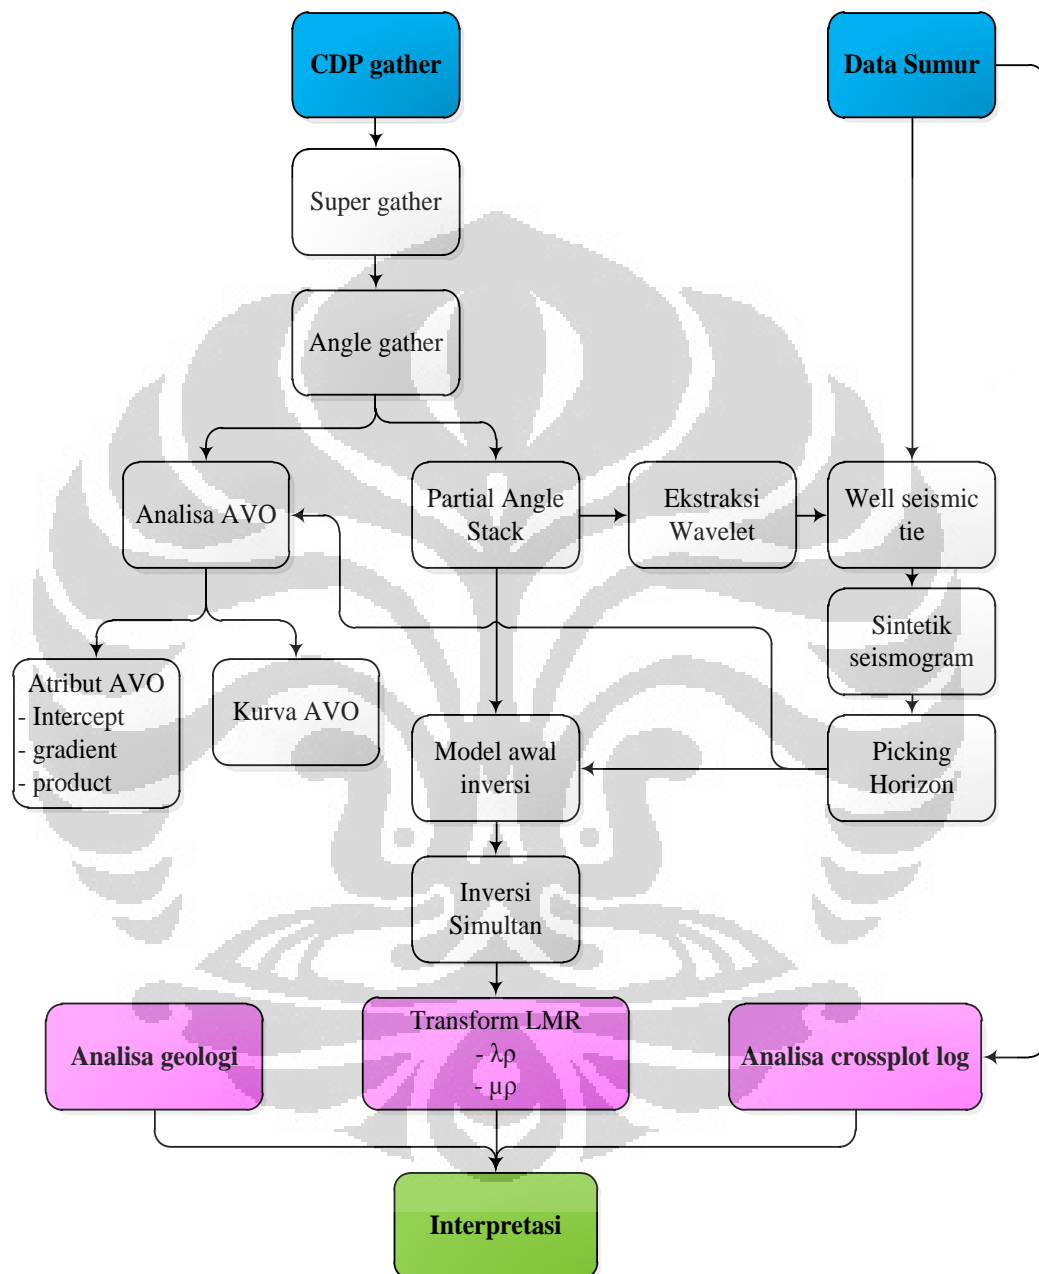 CDP gather
Data Sumur
Super gather
Angle gather
Analisa AVO
Partial Angle
Stack
Ekstraksi
Wavelet
Well seismic
tie
Sintetik
seismogram
Atribut AVO
- Intercept
- gradient
- product
Kurva AVO
Model awal
inversi
Picking
Horizon
Inversi
Simultan
Analisa geologi
Transform LMR
- λρ
- μρ
Analisa crossplot log
Interpretasi